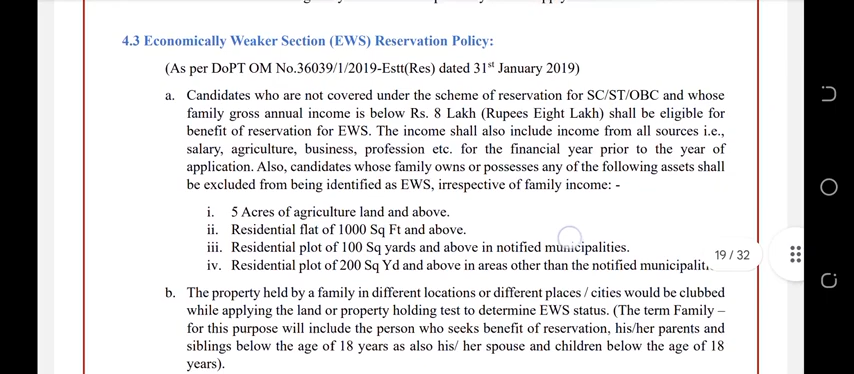 4.3 Economically Weaker Section (EWS) Reservation Policy:
(As per DoPT OM No.36039/1/2019-Estt(Res) dated 31st January 2019)
a. Candidates who are not covered under the scheme of reservation for SC/ST/OBC and whose
family gross annual income is below Rs. 8 Lakh (Rupees Eight Lakh) shall be eligible for
benefit of reservation for EWS. The income shall also include income from all sources i.e.,
salary, agriculture, business, profession etc. for the financial year prior to the year of
application. Also, candidates whose family owns or possesses any of the following assets shall
be excluded from being identified as EWS, irrespective of family income: -
i. 5 Acres of agriculture land and above.
ii. Residential flat of 1000 Sq Ft and above.
iii. Residential plot of 100 Sq yards and above in notified municipalities.
19 / 32
iv. Residential plot of 200 Sq Yd and above in areas other than the notified
b. The property held by a family in different locations or different places / cities would be clubbed
while applying the land or property holding test to determine EWS status. (The term Family –
for this purpose will include the person who seeks benefit of reservation, his/her parents and
siblings below the age of 18 years as also his/ her spouse and children below the age of 18
years).